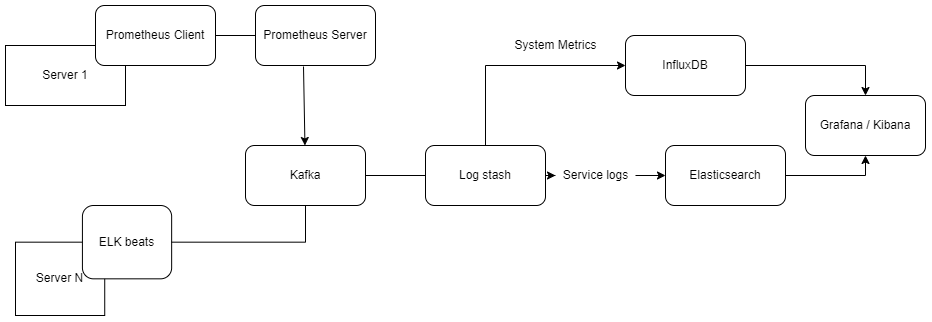 Prometheus Client
Prometheus Server
Server 1
System Metrics
InfluxDB
Grafana / Kibana
Kafka
Log stash
Service logs
Elasticsearch
ELK beats
Server N